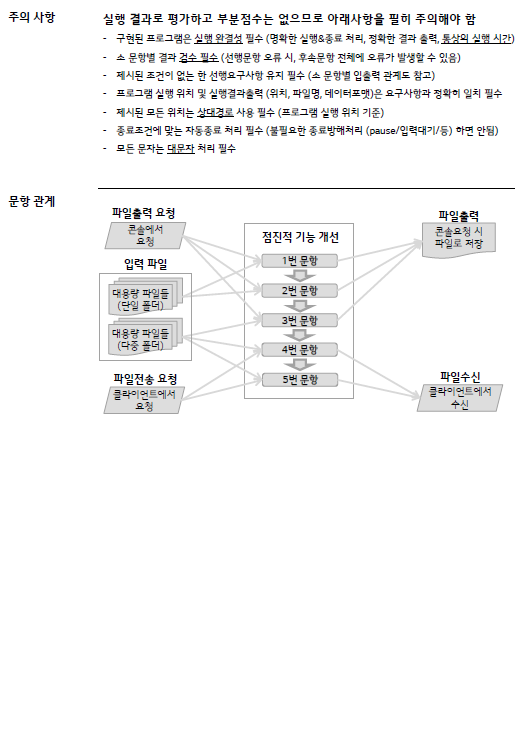 주의 사항
실행 결과로 평가하고 부분점수는 없으므로 아래사항을 필히 주의해야 함
- 구현된 프로그램은 실행 완결성 필수 (명확한 실행&종료 처리, 정확한 결과 출력, 통상의 실행 시간)
- 소 문항별 결과 검수 필수 (선행문항 오류 시, 후속문항 전체에 오류가 발생할 수 있음)
- 제시된 조건이 없는 한 선행요구사항 유지 필수 (소 문항별 입출력 관계도 참고)
- 프로그램 실행 위치 및 실행결과출력 (위치, 파일명, 데이터포맷)은 요구사항과 정확히 일치 필수
- 제시된 모든 위치는 상대경로 사용 필수 (프로그램 실행 위치 기준)
- 종료조건에 맞는 자동종료 처리 필수 (불필요한 종료방해처리 (pause/입력대기/등) 하면 안됨)
- 모든 문자는 대문자 처리 필수
문항 관계
파일출력 요청
콘솔에서
요청
입력 파일
대용량 파일들
(단일 폴더)
대용량 파일들
(다중 폴더)
파일전송 요청
클라이언트에서
요청
점진적 기능 개선
1번 문항
2번 문항
3번 문항
4번 문항
5번 문항
파일출력
콘솔요청 시
파일로 저장
파일수신
클라이언트에서
수신